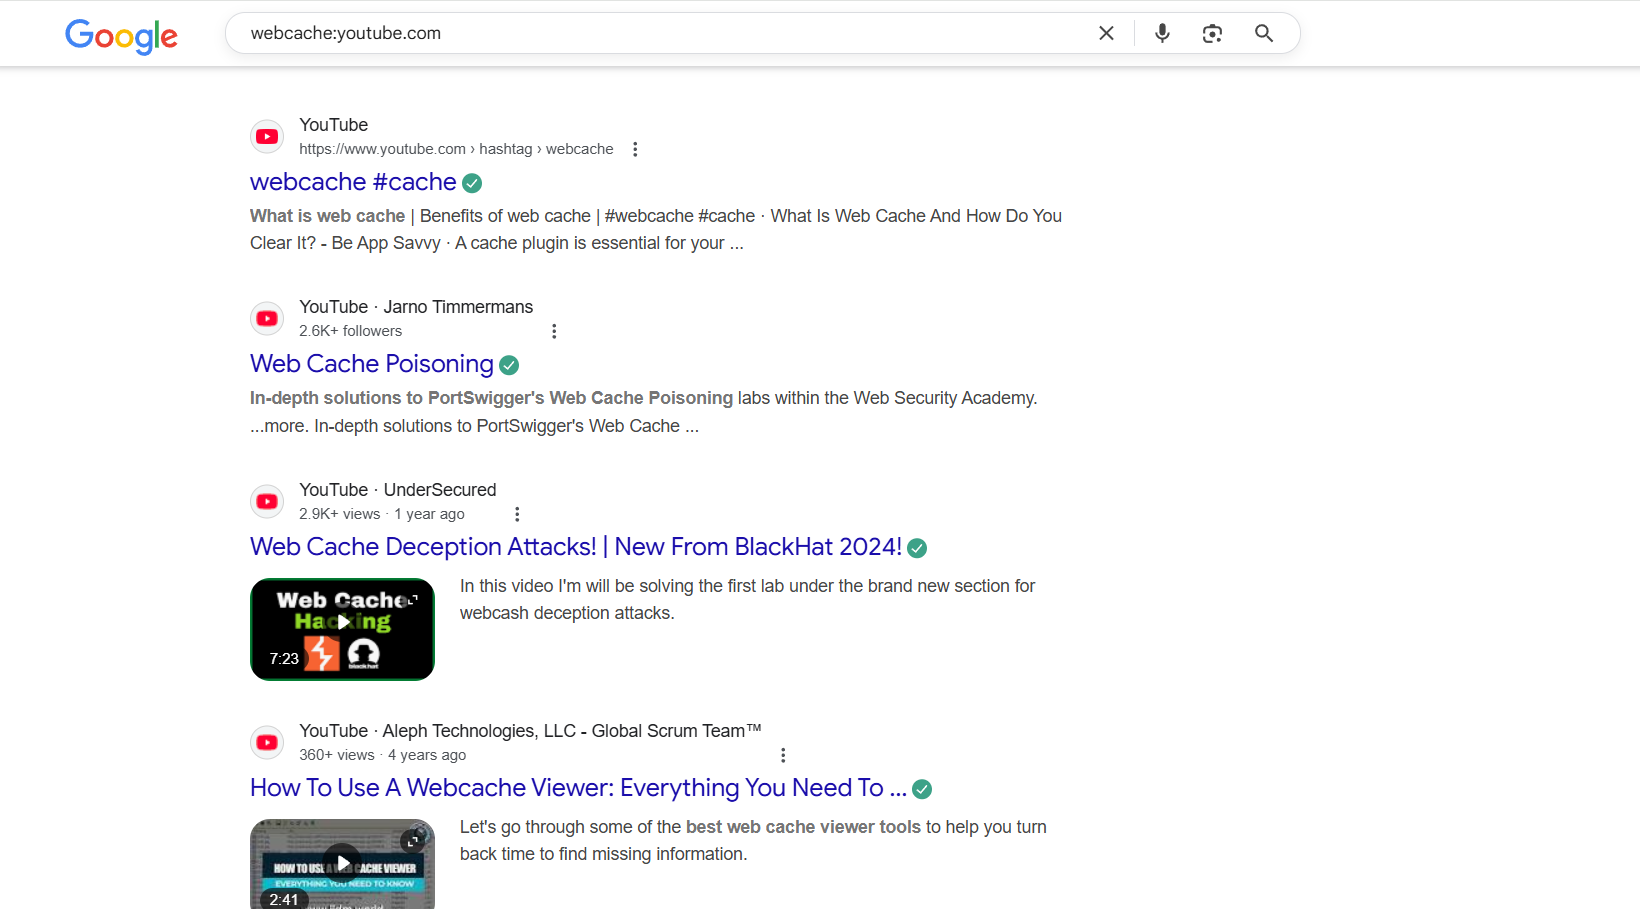 Google
webcache:youtube.com
YouTube
https://www.youtube.com › hashtag › webcache
webcache #cache
What is web cache | Benefits of web cache | #webcache #cache · What Is Web Cache And How Do You
Clear It? - Be App Savvy · A cache plugin is essential for your ...
YouTube · Jarno Timmermans
2.6K+ followers
Web Cache Poisoning
In-depth solutions to PortSwigger's Web Cache Poisoning labs within the Web Security Academy.
...more. In-depth solutions to PortSwigger's Web Cache ...
YouTube · UnderSecured
2.9K+ views · 1 year ago
Web Cache Deception Attacks! | New From BlackHat 2024!
Web Cache
Hacking
black hat
7:23
In this video I'm will be solving the first lab under the brand new section for
webcash deception attacks.
YouTube · Aleph Technologies, LLC - Global Scrum Team™
360+ views · 4 years ago
How To Use A Webcache Viewer: Everything You Need To ...
HOW TO USE A WEB CACHE VIEWER
EVERYTHING YOU NEED TO KNOW
2:41
Let's go through some of the best web cache viewer tools to help you turn
back time to find missing information.